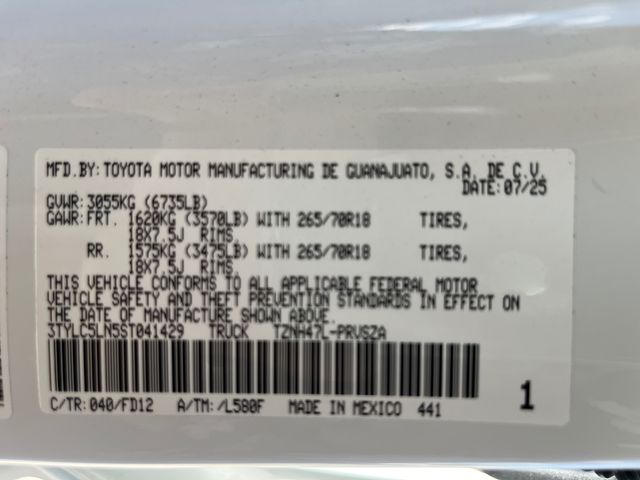 MFD.BY: TOYOTA MOTOR MANUFACTURING DE GUANAJUATO, S.A. DE C.V.
DATE: 07/25
GVWR: 3055KG (6735LB)
GAWR: FRT. 1620KG (3570LB) WITH 265/70R18 TIRES,
18X7.5J RIMS,
RR. 1575KG (3475LB) WITH 265/70R18 TIRES,
18X7.5J RIMS,
THIS VEHICLE CONFORMS TO ALL APPLICABLE FEDERAL MOTOR
VEHICLE SAFETY AND THEFT PREVENTION STANDARDS IN EFFECT ON
THE DATE OF MANUFACTURE SHOWN ABOVE.
3TYLC5LN5ST041429 TRUCK TZNH47L-PRVSZA
C/TR: 040/FD12 A/TM: /L580F MADE IN MEXICO 441 1